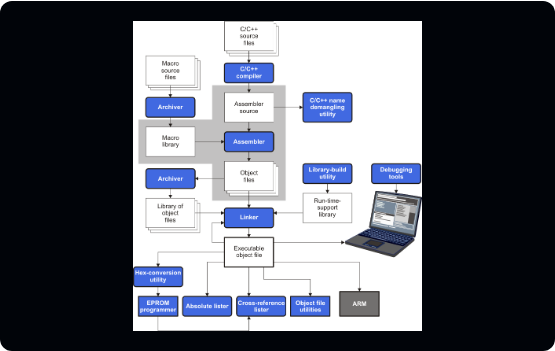 C/C++
source
files
Macro
source
files
C/C++
compiler
Archiver
Assembler
source
C/C++ name
demangling
utility
Macro
library
Assembler
Archiver
Object
files
Library-build
utility
Debugging
tools
Library of
object
files
Linker
Run-time-
support
library
Executable
object file
Hex-conversion
utility
EPROM
programmer
Absolute lister
Cross-reference
lister
Object file
utilities
ARM